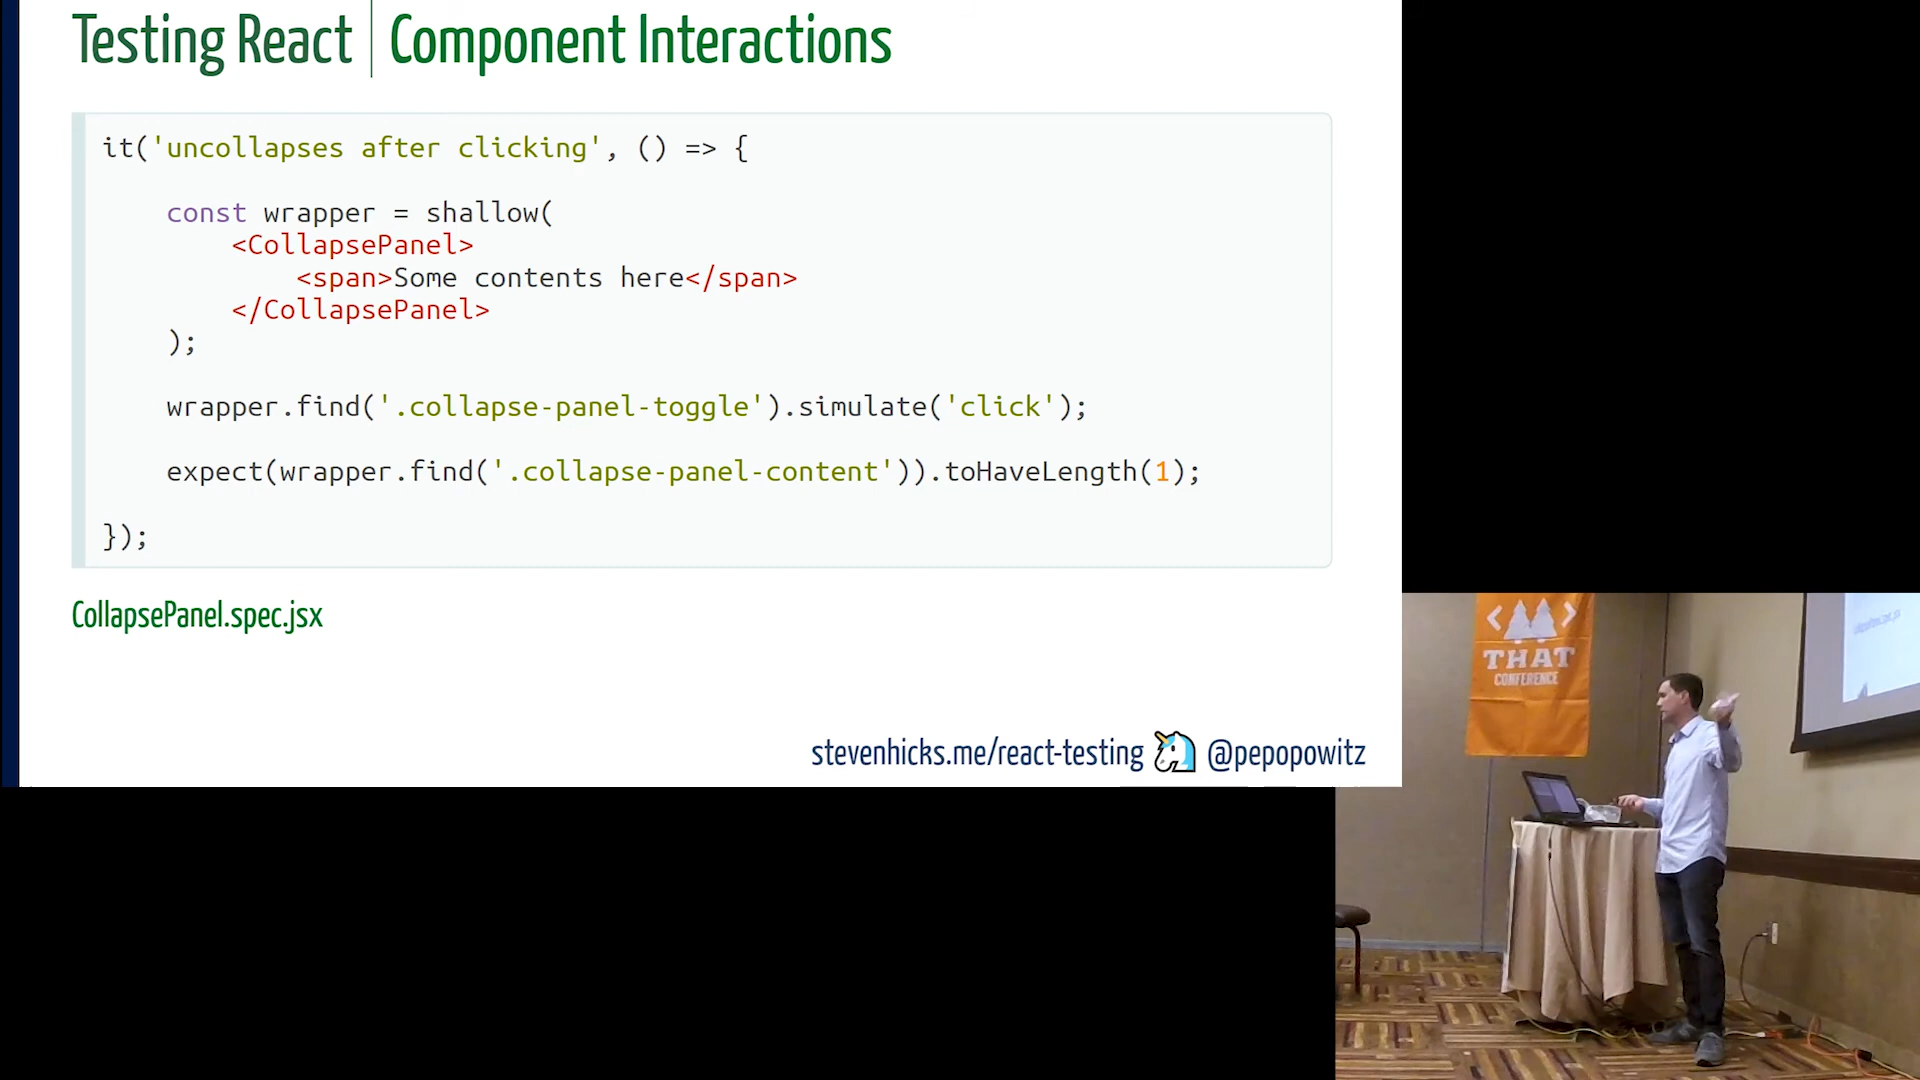 Testing React | Component Interactions
it('uncollapses after clicking', () => {
const wrapper = shallow(
<CollapsePanel>
<span>Some contents here</span>
</CollapsePanel>
);
wrapper.find('.collapse-panel-toggle').simulate('click');
expect(wrapper.find('.collapse-panel-content')).toHaveLength(1);
});
CollapsePanel.spec.jsx
stevenhicks.me/react-testing @pepopowitz
< >
THAT
CONFERENCE